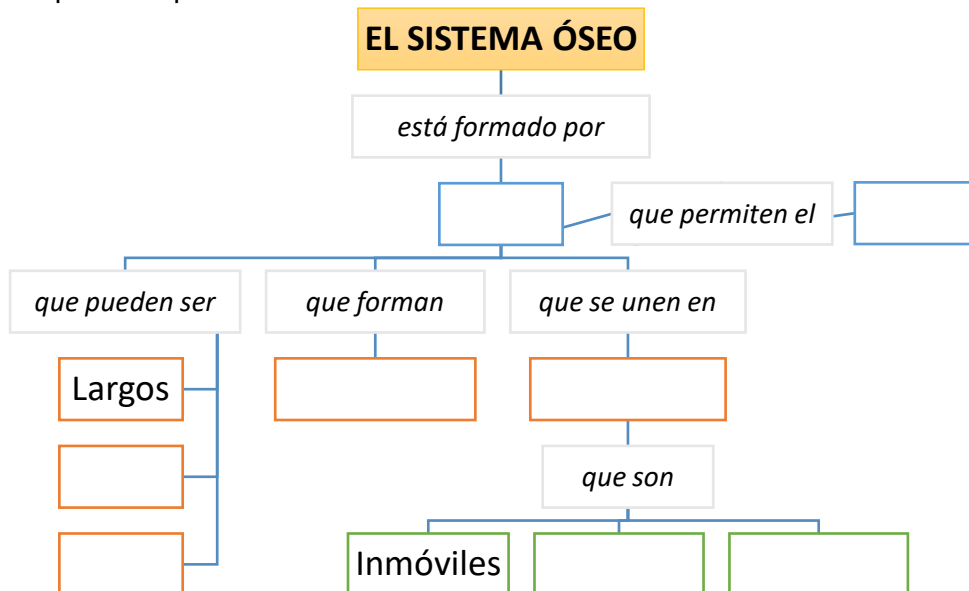 EL SISTEMA ÓSEO
está formado por
que permiten el
que pueden ser
que forman
que se unen en
Largos
que son
Inmóviles